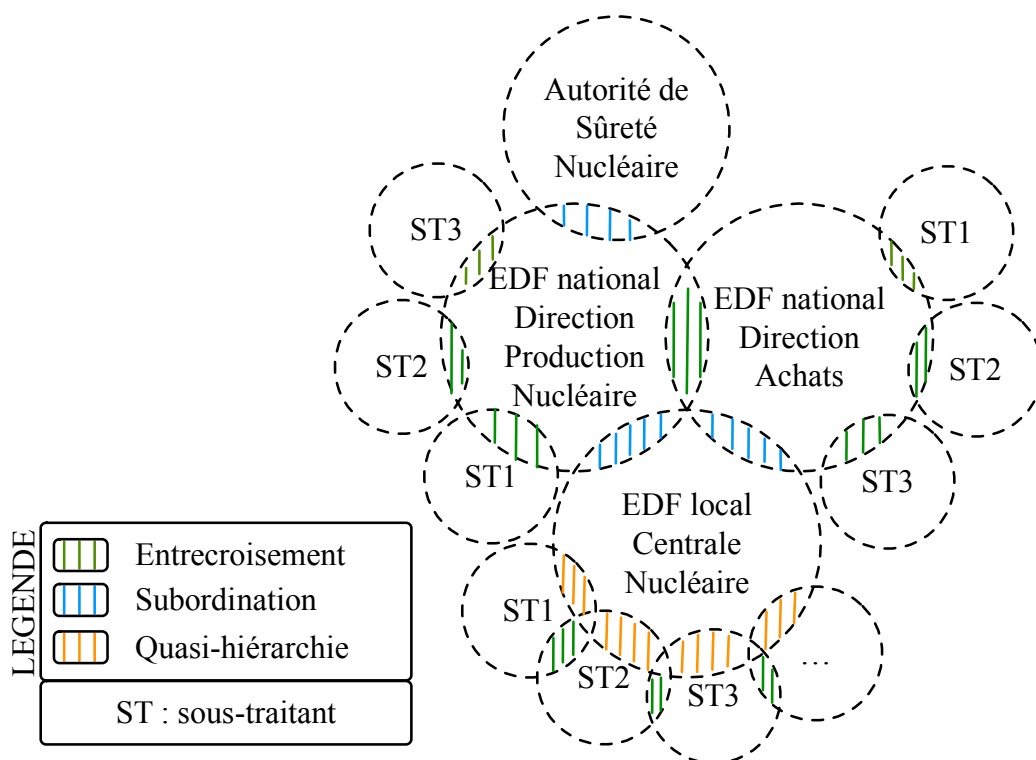 Autorité de
Sûreté
Nucléaire
ST3
ST1
EDF national
Direction
Production
Nucléaire
EDF national
Direction
Achats
ST2
ST2
ST1
ST3
EDF local
Centrale
Nucléaire
ST1
ST2
ST3
...
LEGENDE
Entrecroisement
Subordination
Quasi-hiérarchie
ST : sous-traitant